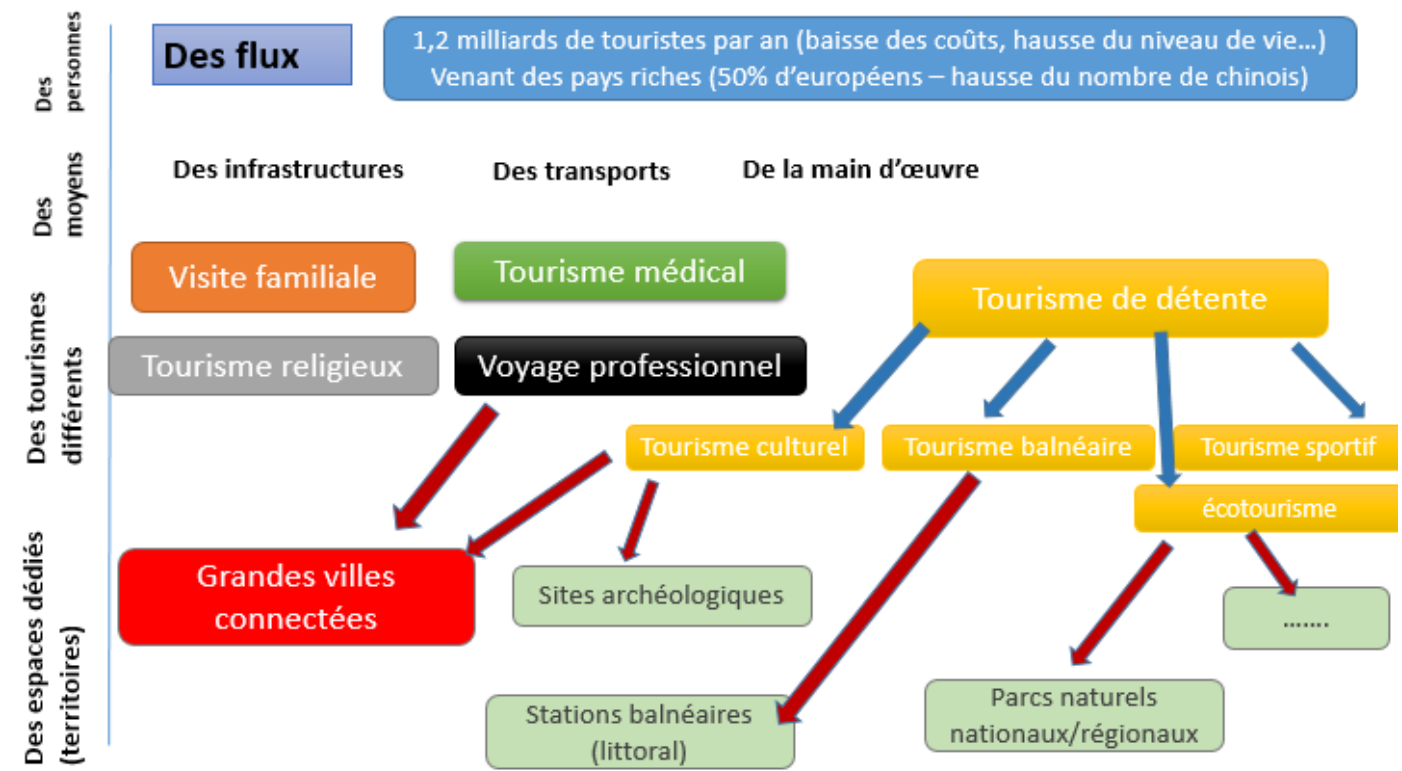 Des
personnes
Des flux
1,2 milliards de touristes par an (baisse des coûts, hausse du niveau de vie…)
Venant des pays riches (50% d’européens – hausse du nombre de chinois)
Des
moyens
Des infrastructures
Des transports
De la main d’œuvre
Des tourismes
différents
Visite familiale
Tourisme médical
Tourisme de détente
Tourisme religieux
Voyage professionnel
Tourisme culturel
Tourisme balnéaire
Tourisme sportif
écotourisme
Des espaces dédiés
(territoires)
Grandes villes
connectées
Sites archéologiques
…….
Stations balnéaires
(littoral)
Parcs naturels
nationaux/régionaux